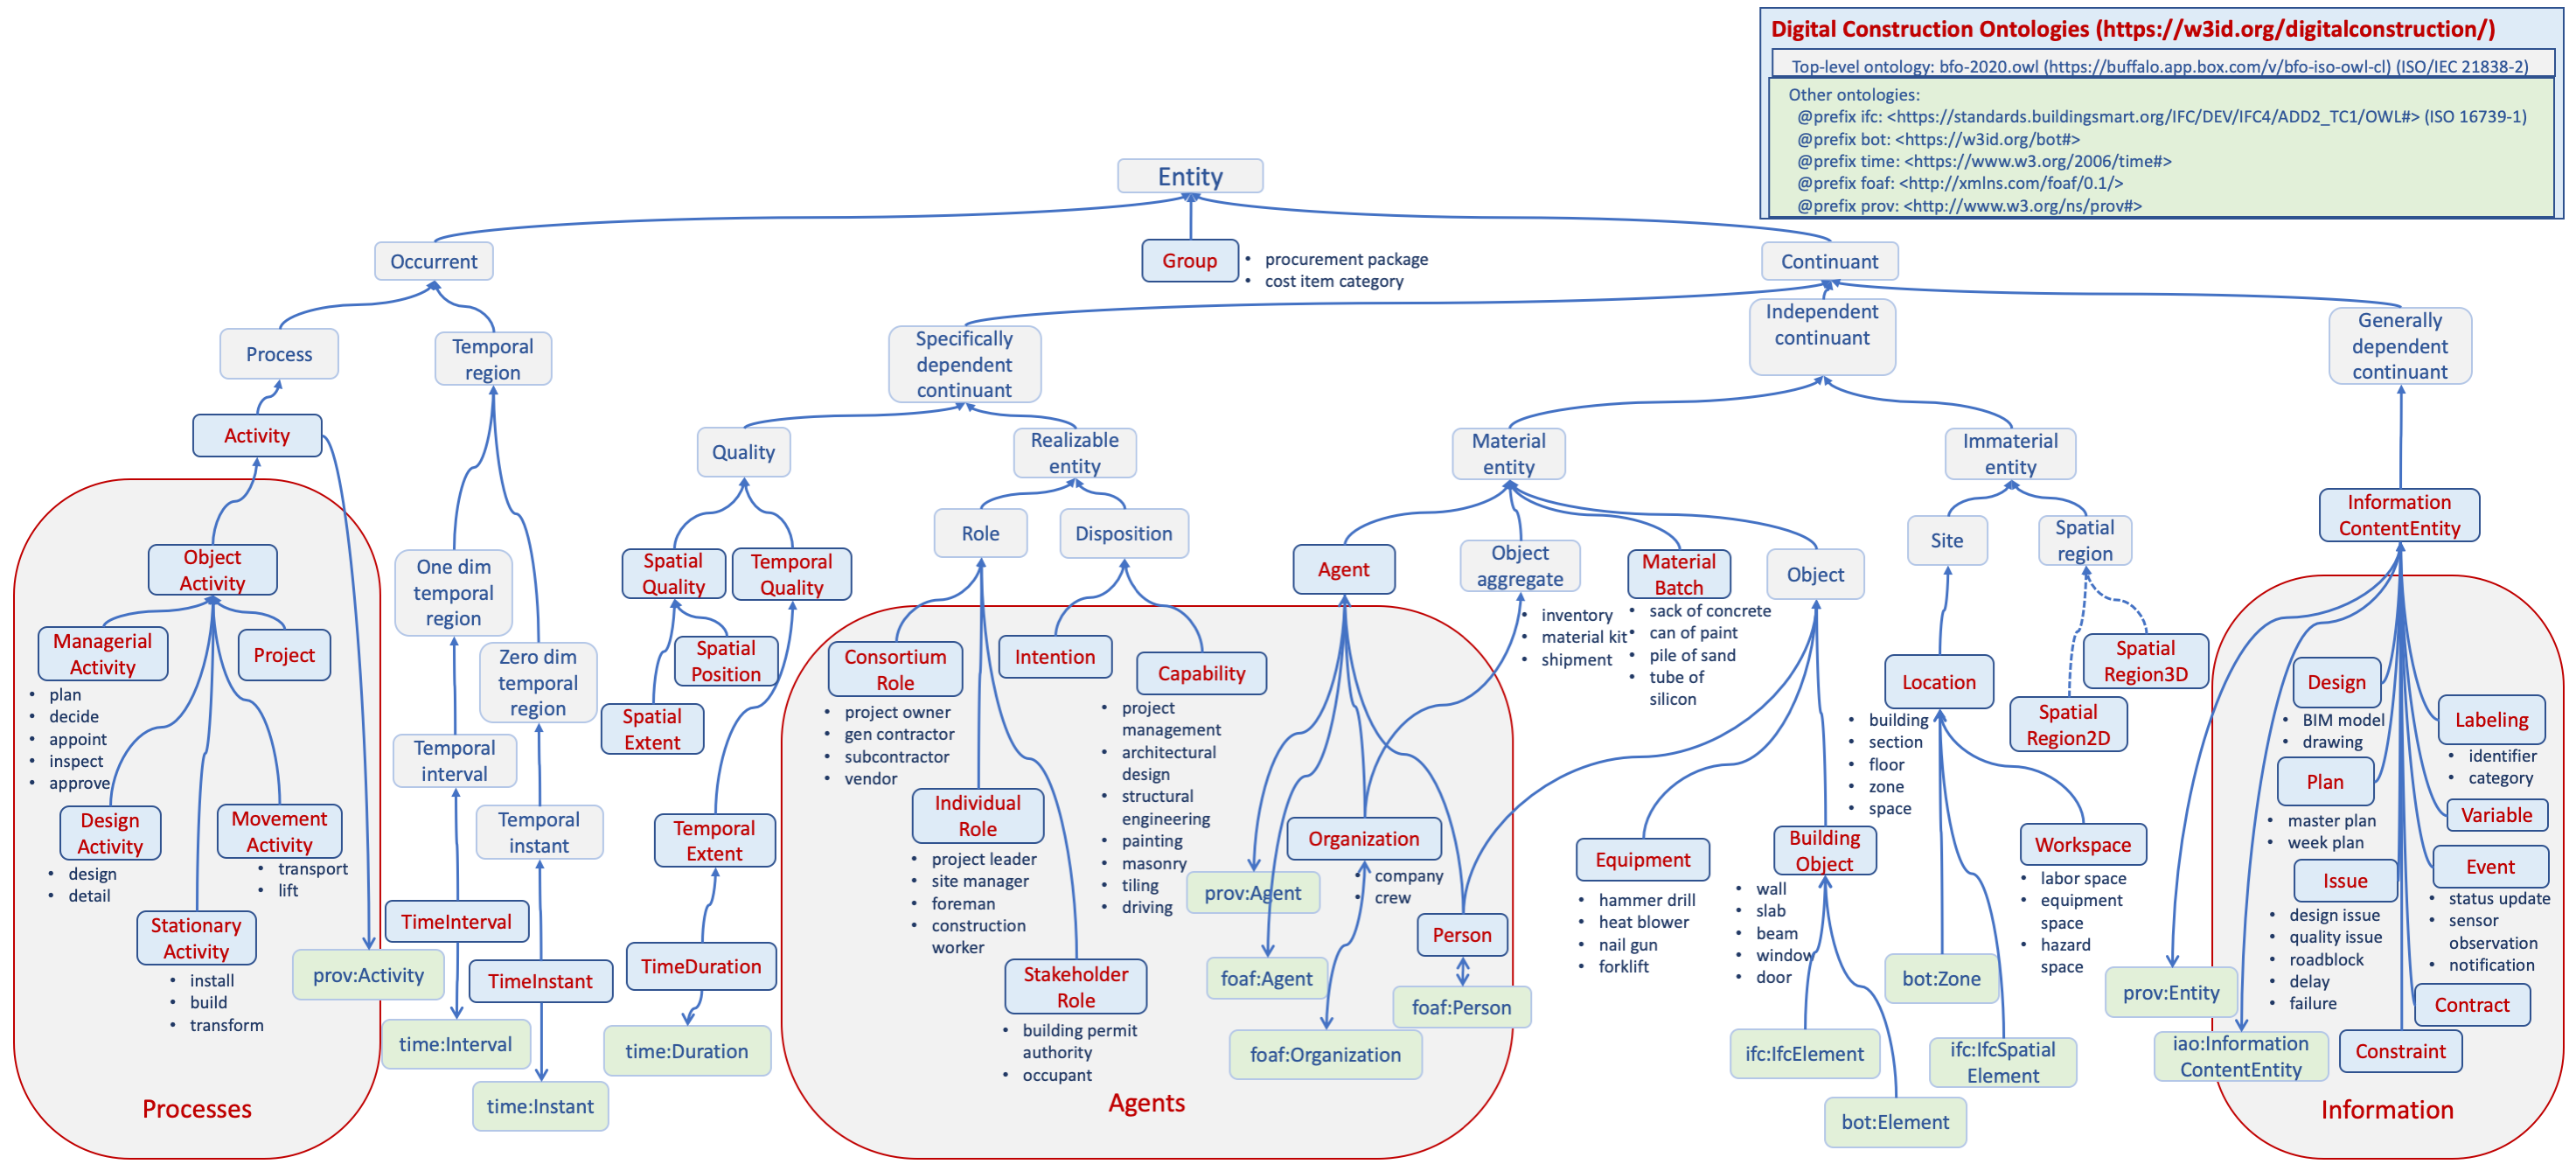 Digital Construction Ontologies (https://w3id.org/digitalconstruction/)
Top-level ontology: bfo-2020.owl (https://buffalo.app.box.com/v/bfo-iso-owl-cl) (ISO/IEC 21838-2)
Other ontologies:
@prefix ifc: <https://standards.buildingsmart.org/IFC/DEV/IFC4/ADD2_TC1/OWL#> (ISO 16739-1)
@prefix bot: <https://w3id.org/bot#>
@prefix time: <https://www.w3.org/2006/time#>
@prefix foaf: <http://xmlns.com/foaf/0.1/>
@prefix prov: <http://www.w3.org/ns/prov#>
Entity
Occurrent
Group
• procurement package
• cost item category
Continuant
Process
Temporal
region
Specifically
dependent
continuant
Independent
continuant
Generally
dependent
continuant
Activity
Quality
Realizable
entity
Material
entity
Immaterial
entity
Information
ContentEntity
Object
Activity
Managerial
Activity
• plan
• decide
• appoint
• inspect
• approve
Project
Design
Activity
• design
• detail
Movement
Activity
• transport
• lift
Stationary
Activity
• install
• build
• transform
prov:Activity
Processes
One dim
temporal
region
Zero dim
temporal
region
Temporal
interval
Temporal
instant
TimeInterval
TimeInstant
time:Interval
time:Instant
Spatial
Quality
Temporal
Quality
Spatial
Position
Spatial
Extent
Temporal
Extent
TimeDuration
time:Duration
Role
Disposition
Consortium
Role
• project owner
• gen contractor
• subcontractor
• vendor
Intention
Capability
• project
management
• architectural
design
• structural
engineering
• painting
• masonry
• tiling
• driving
Individual
Role
• project leader
• site manager
• foreman
• construction
worker
Stakeholder
Role
• building permit
authority
• occupant
Agent
Organization
• company
• crew
prov:Agent
Person
foaf:Agent
foaf:Person
foaf:Organization
Agents
Object
aggregate
• inventory
• material kit
• shipment
Material
Batch
• sack of concrete
• can of paint
• pile of sand
• tube of
silicon
Object
Equipment
• hammer drill
• heat blower
• nail gun
• forklift
Building
Object
• wall
• slab
• beam
• window
• door
ifc:IfcElement
bot:Element
Site
Spatial
region
Location
• building
• section
• floor
• zone
• space
Spatial
Region3D
Spatial
Region2D
Workspace
• labor space
• equipment
space
• hazard
space
bot:Zone
ifc:IfcSpatial
Element
prov:Entity
iao:Information
ContentEntity
Design
• BIM model
• drawing
Labeling
• identifier
• category
Plan
• master plan
• week plan
Variable
Issue
• design issue
• quality issue
• roadblock
• delay
• failure
Event
• status update
• sensor
observation
• notification
Contract
Constraint
Information